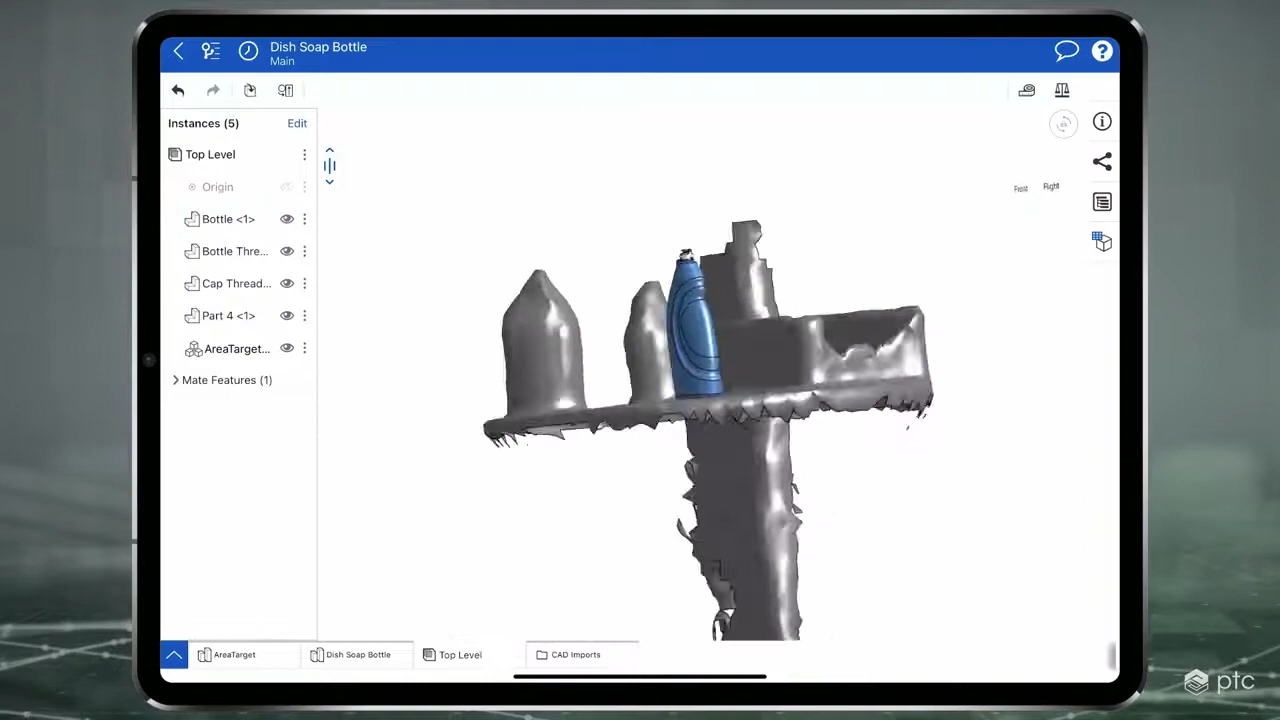 Dish Soap Bottle
Main
Instances (5)
Edit
Top Level
Origin
Bottle <1>
Bottle Thre...
Cap Thread...
Part 4 <1>
AreaTarget...
Mate Features (1)
Front
Right
AreaTarget
Dish Soap Bottle
Top Level
CAD Imports
ptc